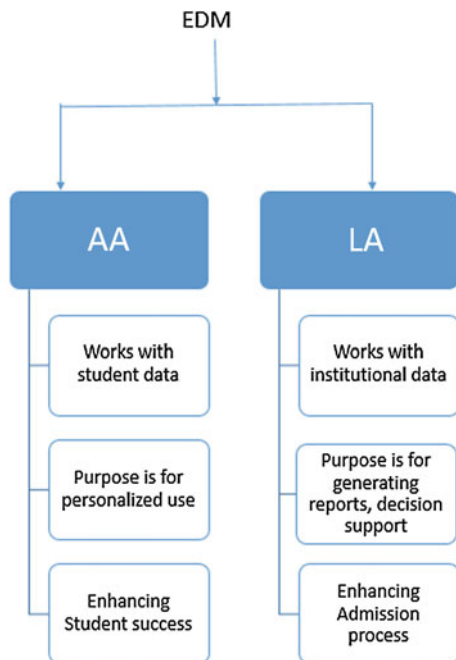 EDM
AA
LA
Works with
student data
Works with
institutional data
Purpose is for
personalized use
Purpose is for
generating
reports, decision
support
Enhancing
Student success
Enhancing
Admission
process